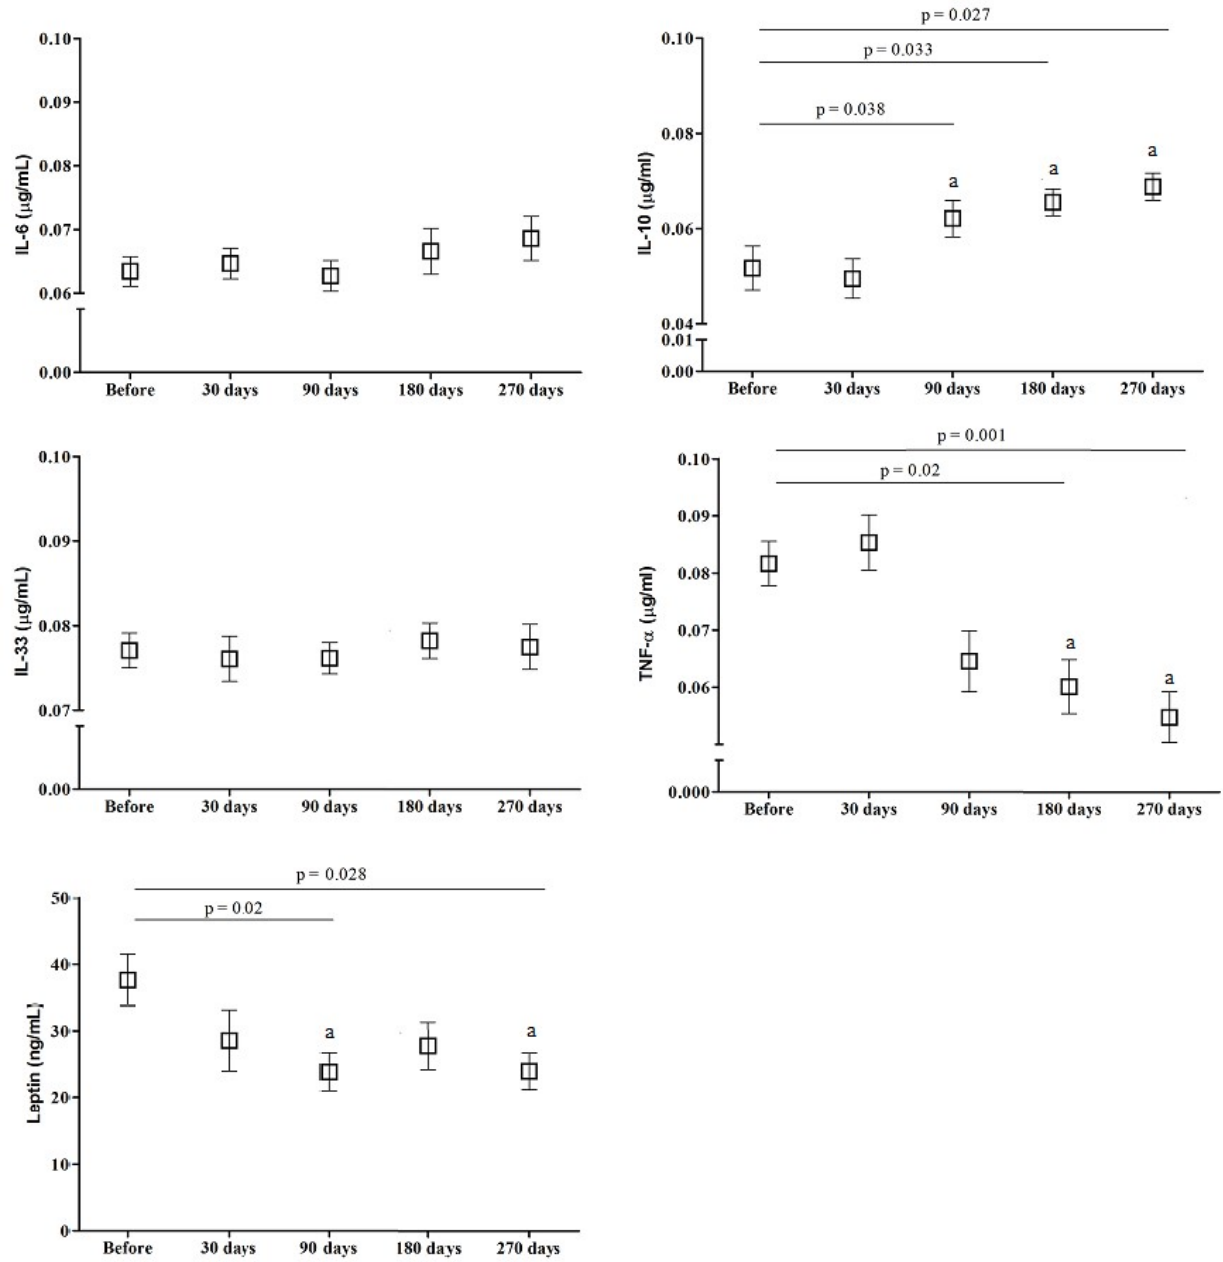 IL-6 (µg/mL)
0.10
0.09
0.08
0.07
0.06
0.00
Before 30 days 90 days 180 days 270 days
p = 0.027
p = 0.033
p = 0.038
IL-10 (µg/ml)
0.10
0.08
0.06
0.04
0.01
0.00
a
a
a
Before 30 days 90 days 180 days 270 days
IL-33 (µg/mL)
0.10
0.09
0.08
0.07
0.00
Before 30 days 90 days 180 days 270 days
p = 0.001
p = 0.02
TNF-α (µg/ml)
0.10
0.09
0.08
0.07
0.06
0.000
a
a
Before 30 days 90 days 180 days 270 days
p = 0.028
p = 0.02
Leptin (ng/mL)
50
40
30
20
10
0
a
a
Before 30 days 90 days 180 days 270 days